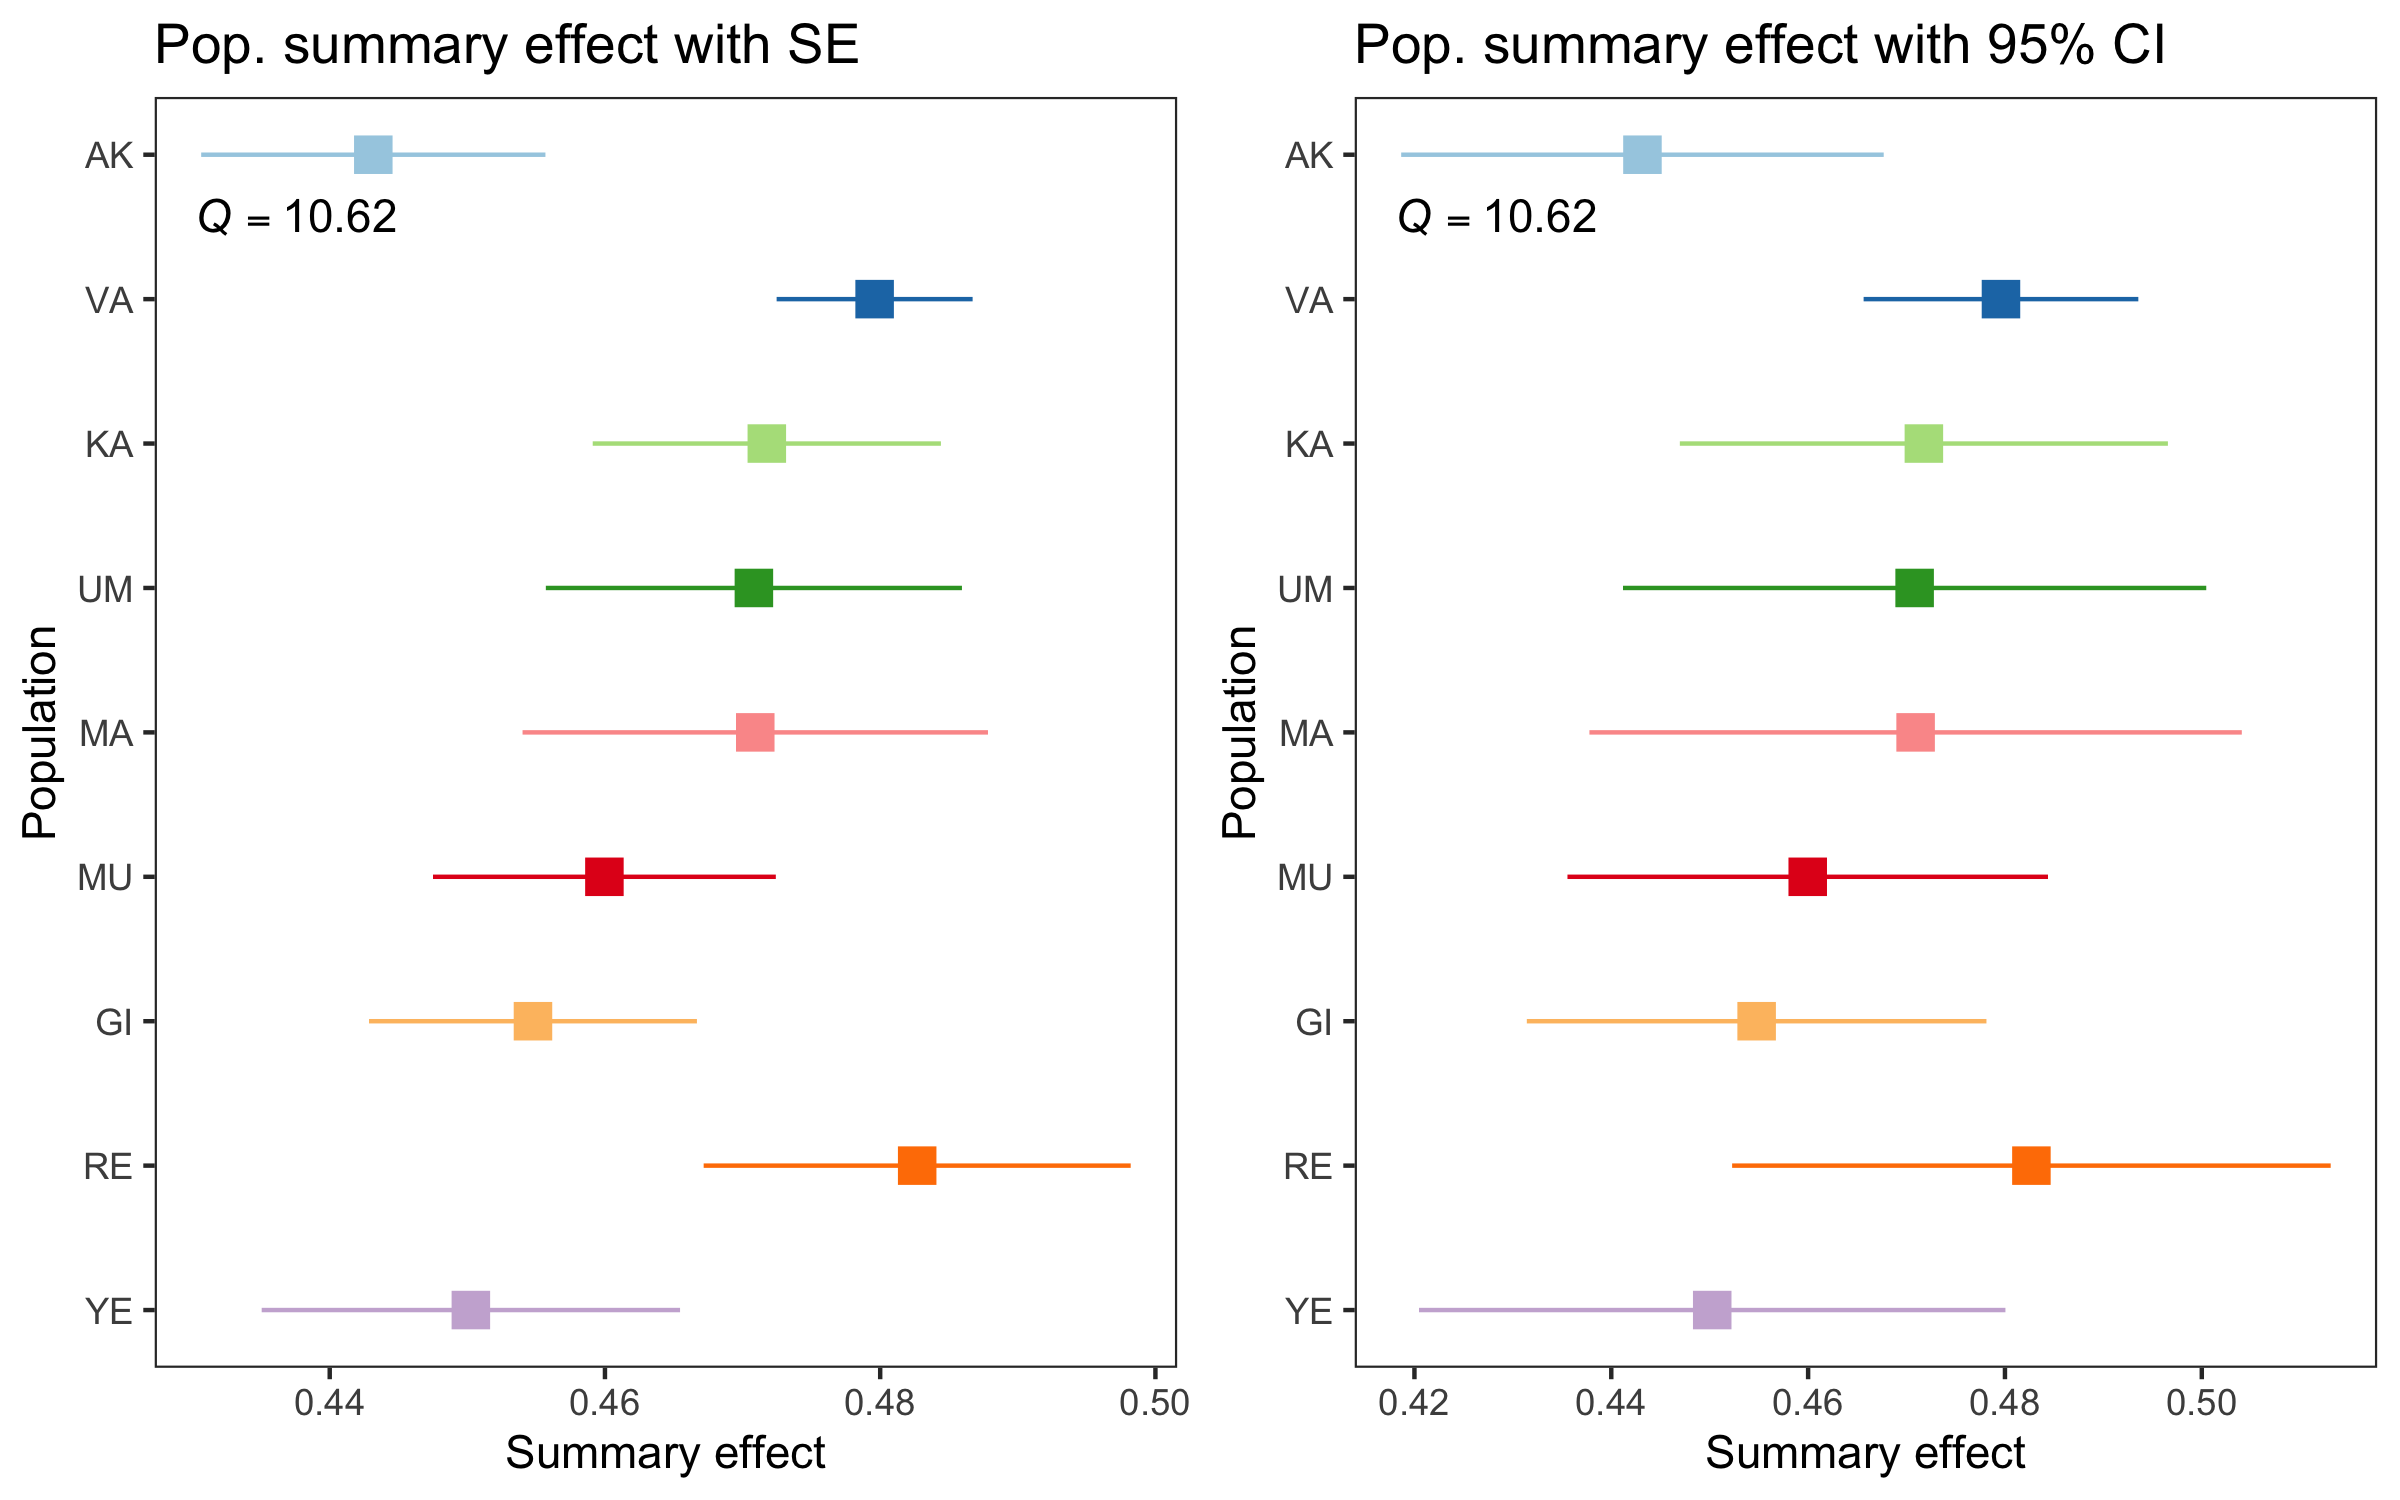 Pop. summary effect with SE
AK
Q = 10.62
VA
KA
UM
MA
MU
GI
RE
YE
Population
0.44 0.46 0.48 0.50
Summary effect
Pop. summary effect with 95% CI
AK
Q = 10.62
VA
KA
UM
MA
MU
GI
RE
YE
Population
0.42 0.44 0.46 0.48 0.50
Summary effect